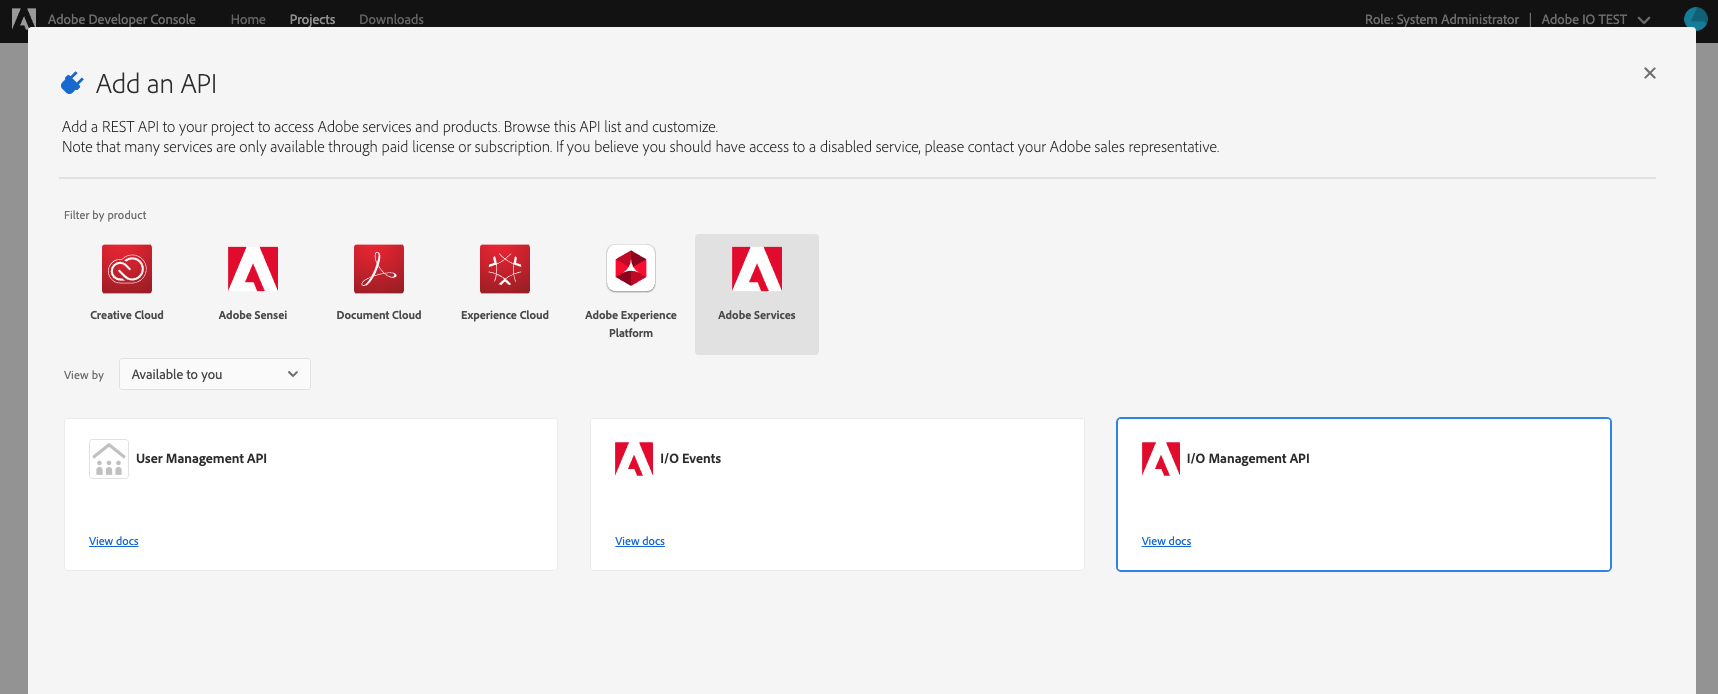 Adobe Developer Console Home Projects Downloads Role: System Administrator | Adobe IO TEST
Add an API
Add a REST API to your project to access Adobe services and products. Browse this API list and customize.
Note that many services are only available through paid license or subscription. If you believe you should have access to a disabled service, please contact your Adobe sales representative.
Filter by product
Creative Cloud
Adobe Sensei
Document Cloud
Experience Cloud
Adobe Experience
Platform
Adobe Services
View by Available to you
User Management API
View docs
I/O Events
View docs
I/O Management API
View docs